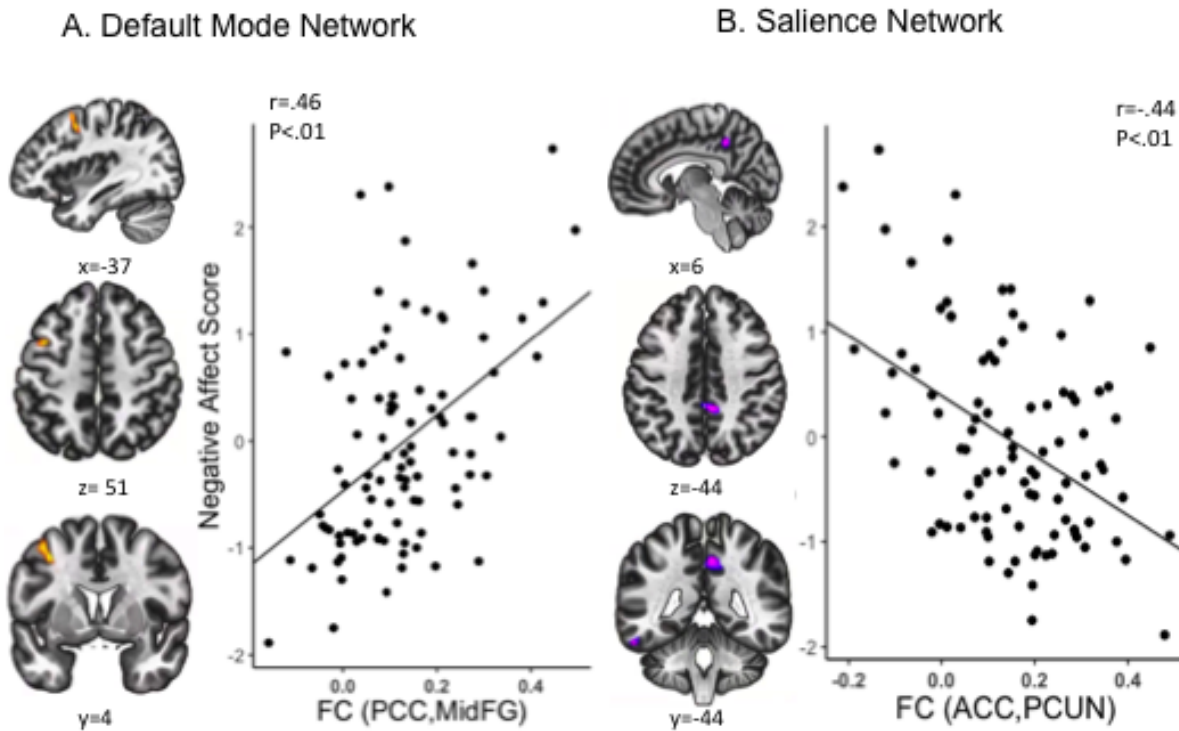 A. Default Mode Network
B. Salience Network
r=.46
P<.01
x=-37
z= 51
y=4
Negative Affect Score
2
1
0
-1
-2
0.0 0.2 0.4
FC (PCC,MidFG)
r=-.44
P<.01
x=6
z=-44
y=-44
2
1
0
-1
-2
-0.2 0.0 0.2 0.4
FC (ACC,PCUN)